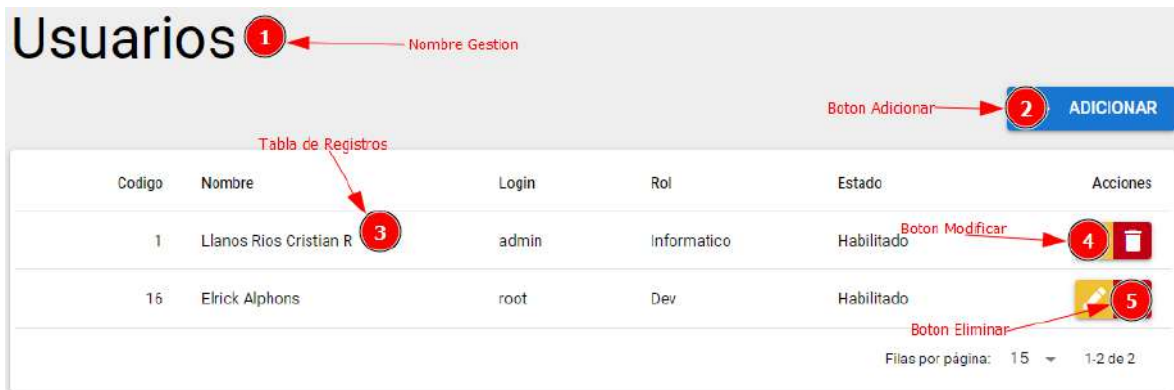 Usuarios 1 Nombre Gestion
Boton Adicionar 2 ADICIONAR
Tabla de Registros
Codigo Nombre Login Rol Estado Acciones
1 Llanos Rios Cristian R 3 admin Informatico Habilitado Boton Modificar 4
16 Elrick Alphons root Dev Habilitado 5
Boton Eliminar
Filas por página: 15 1-2 de 2